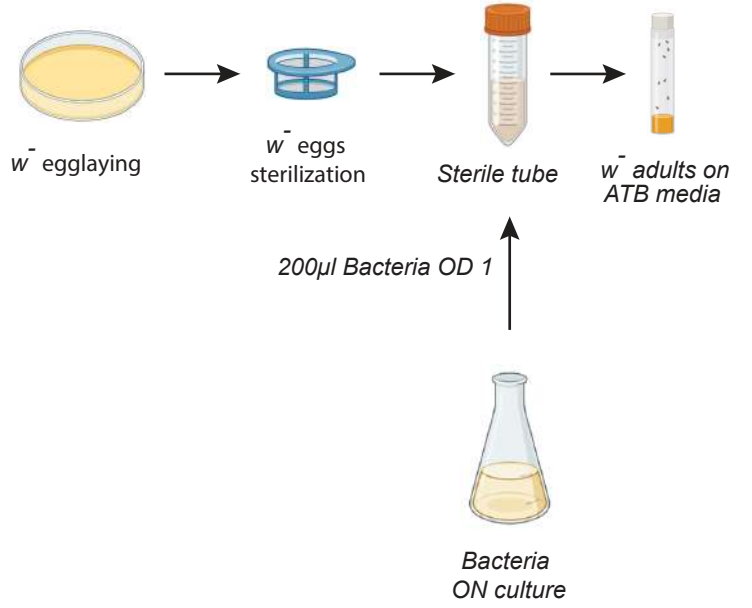 w⁻ egglaying
w⁻ eggs
sterilization
Sterile tube
w⁻ adults on
ATB media
200µl Bacteria OD 1
Bacteria
ON culture